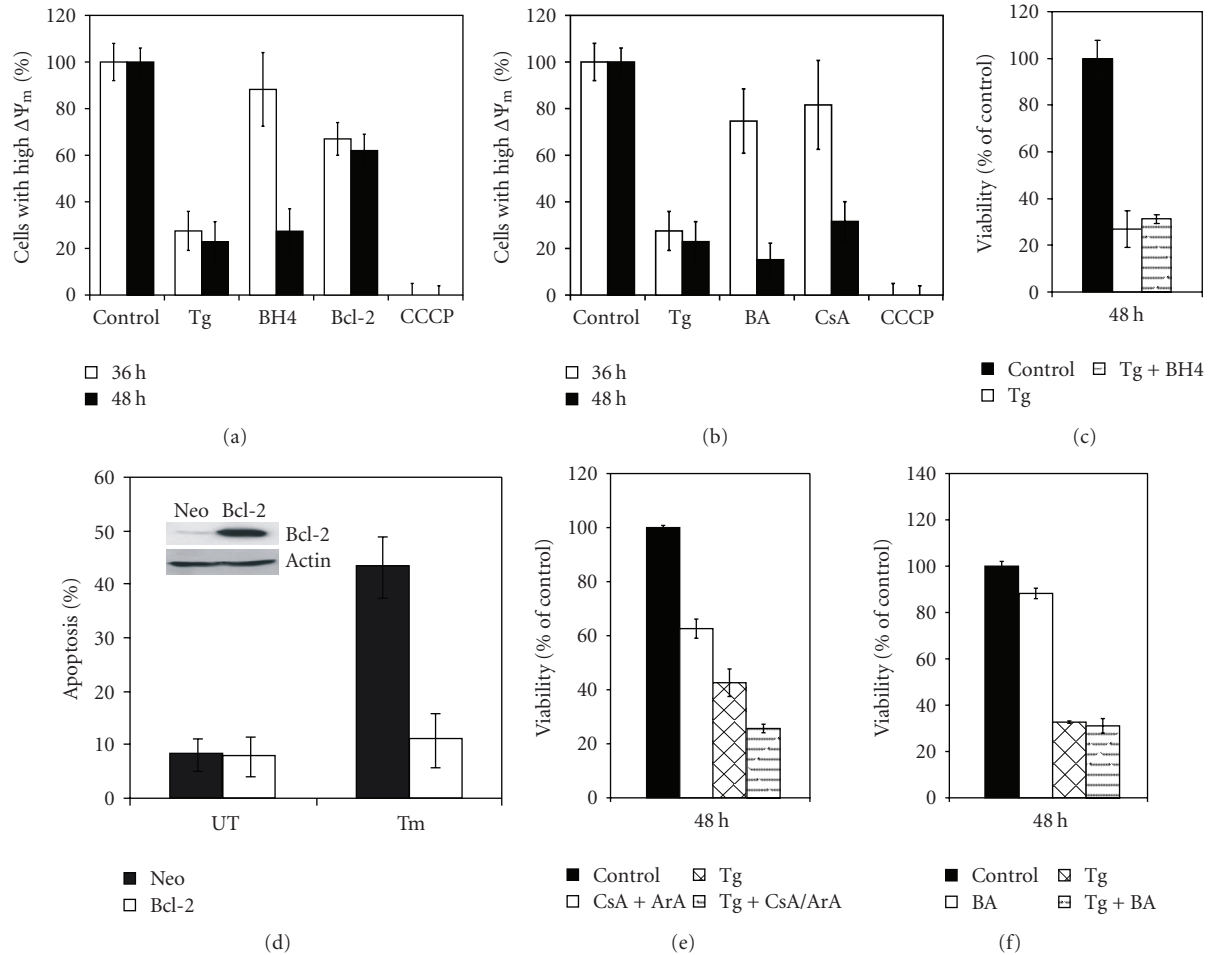 Cells with high ΔΨm (%)
120
100
80
60
40
20
0
Control Tg BH4 Bcl-2 CCCP
36 h
48 h
(a)
Cells with high ΔΨm (%)
120
100
80
60
40
20
0
Control Tg BA CsA CCCP
36 h
48 h
(b)
Viability (% of control)
120
100
80
60
40
20
0
48 h
Control Tg + BH4
Tg
(c)
Apoptosis (%)
60
50
40
30
20
10
0
Neo Bcl-2
Bcl-2
Actin
UT Tm
Neo
Bcl-2
(d)
Viability (% of control)
120
100
80
60
40
20
0
48 h
Control Tg
CsA + ArA Tg + CsA/ArA
(e)
Viability (% of control)
140
120
100
80
60
40
20
0
48 h
Control Tg
BA Tg + BA
(f)